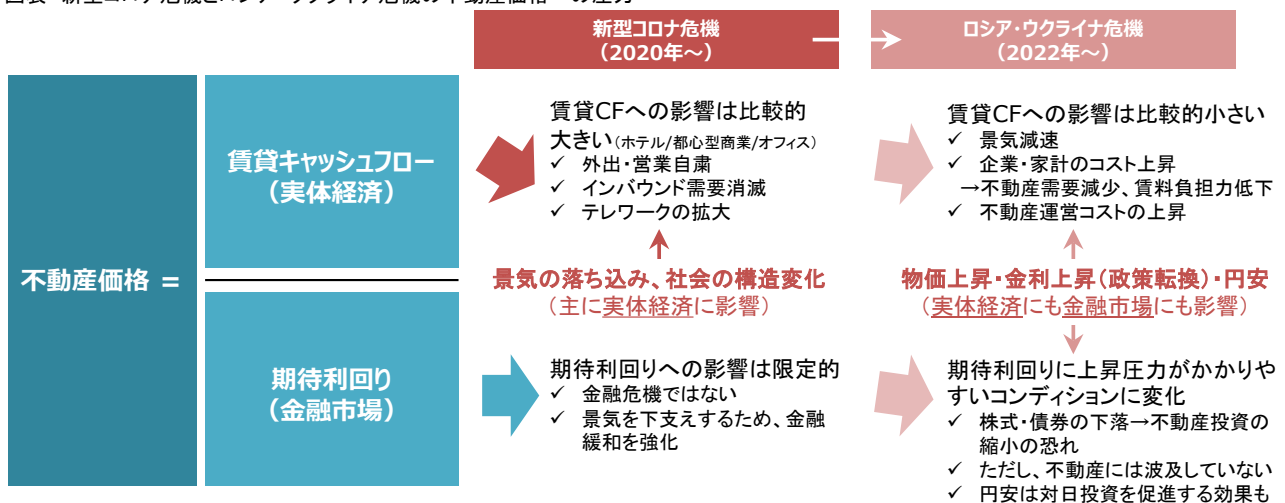 新型コロナ危機
(2020年～)
ロシア・ウクライナ危機
(2022年～)
不動産価格 =
賃貸キャッシュフロー
(実体経済)
賃貸CFへの影響は比較的
大きい(ホテル/都心型商業/オフィス)
✓ 外出・営業自粛
✓ インバウンド需要消滅
✓ テレワークの拡大
賃貸CFへの影響は比較的小さい
✓ 景気減速
✓ 企業・家計のコスト上昇
→不動産需要減少、賃料負担力低下
✓ 不動産運営コストの上昇
景気の落ち込み、社会の構造変化
(主に実体経済に影響)
物価上昇・金利上昇(政策転換)・円安
(実体経済にも金融市場にも影響)
期待利回り
(金融市場)
期待利回りへの影響は限定的
✓ 金融危機ではない
✓ 景気を下支えするため、金融
緩和を強化
期待利回りに上昇圧力がかかりや
すいコンディションに変化
✓ 株式・債券の下落→不動産投資の
縮小の恐れ
✓ ただし、不動産には波及していない
✓ 円安は対日投資を促進する効果も